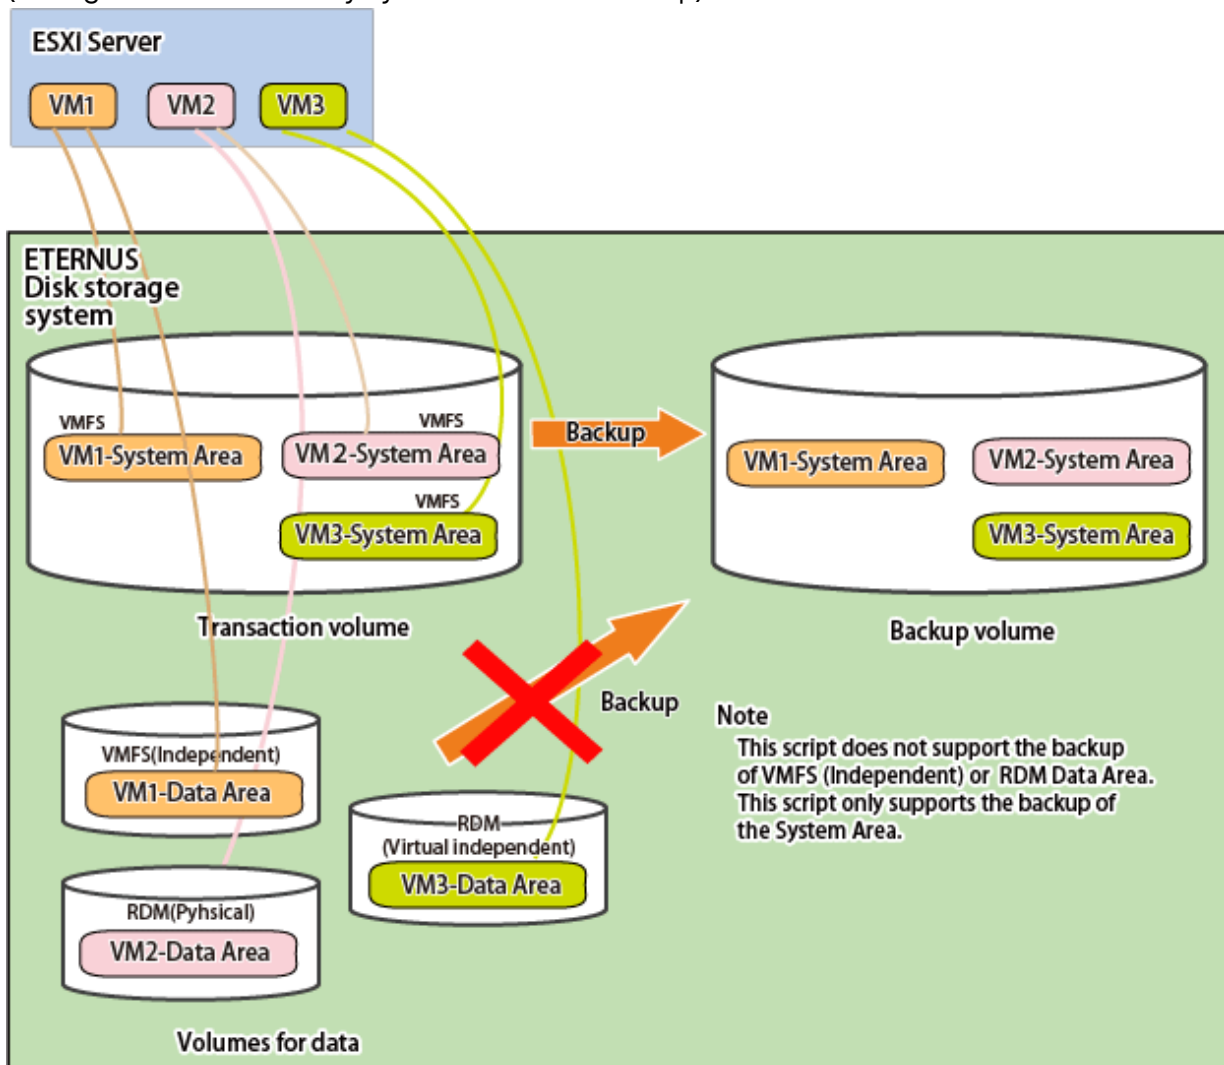 ESXI Server
VM1
VM2
VM3
ETERNUS
Disk storage
system
VMFS
VM1-System Area
VMFS
VM2-System Area
VMFS
VM3-System Area
Backup
VM1-System Area
VM2-System Area
VM3-System Area
Transaction volume
Backup volume
Backup
VMFS(Independent)
VM1-Data Area
RDM
(Virtual independent)
VM3-Data Area
RDM(Pyhsical)
VM2-Data Area
Note
This script does not support the backup
of VMFS (Independent) or RDM Data Area.
This script only supports the backup of
the System Area.
Volumes for data